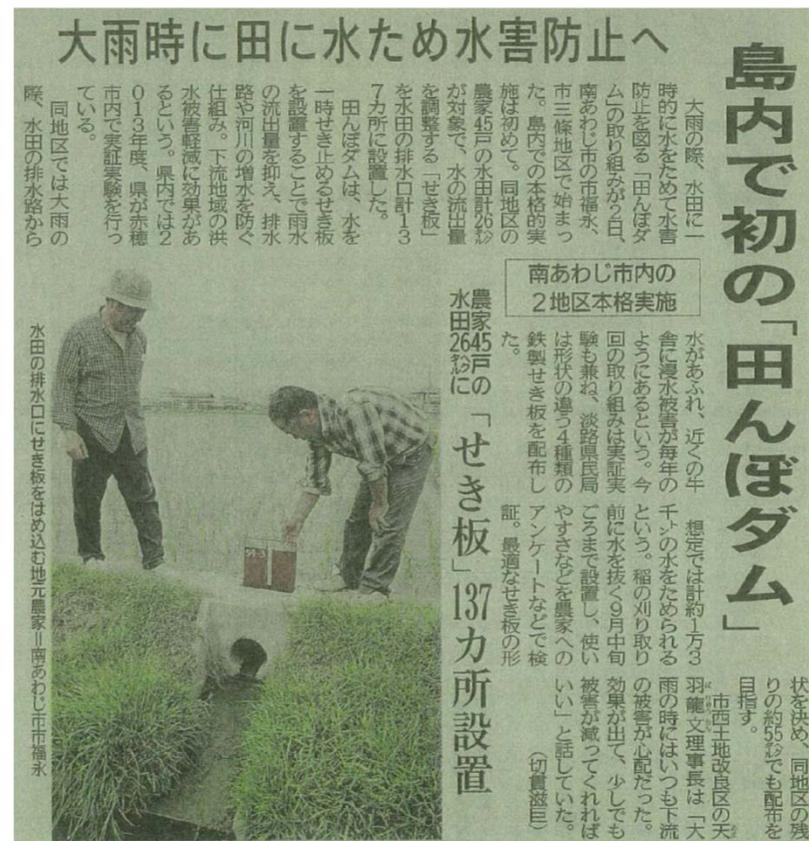 大雨時に田に水ため水害防止へ
島内で初の「田んぼダム」
南あわじ市内の
2地区本格実施
農家45戸の
水田26ヘクタールに
「せき板」137カ所設置
大雨の際、水田に一
時的に水をためて水害
防止を図る「田んぼダ
ム」の取り組みが2日、
南あわじ市の市福永、
市三條地区で始まっ
た。島内での本格的実
施は初めて。同地区の
農家45戸の水田計26ヘクタール
が対象で、水の流出量
を調整する「せき板」
を水田の排水口計13
7カ所に設置した。
田んぼダムは、水を
一時せき止めるせき板
を設置することで雨水
の流出量を抑え、排水
路や河川の増水を防ぐ
仕組み。下流地域の洪
水被害軽減に効果があ
るという。県内では2
013年度、県が赤穂
市内で実証実験を行っ
ている。
同地区では大雨の
際、水田の排水路から
水があふれ、近くの牛
舎に浸水被害が毎年の
ようにあるという。今
回の取り組みは実証実
験も兼ね、淡路県民局
は形状の違う4種類の
鉄製せき板を配布し
た。
想定では計約1万3
千トンの水をためられる
という。稲の刈り取り
前に水を抜く9月中旬
ごろまで設置し、使い
やすさなどを農家への
アンケートなどで検
証。最適なせき板の形
状を決め、同地区の残
りの約55ヘクタールでも配布を
目指す。
市西土地改良区の天
羽龍文理事長は「大
雨の時にはいつも下流
の被害が心配だった。
効果が出て、少しでも
被害が減ってくれれば
いい」と話していた。
(切貫滋巨)
水田の排水口にせき板をはめ込む地元農家=南あわじ市市福永